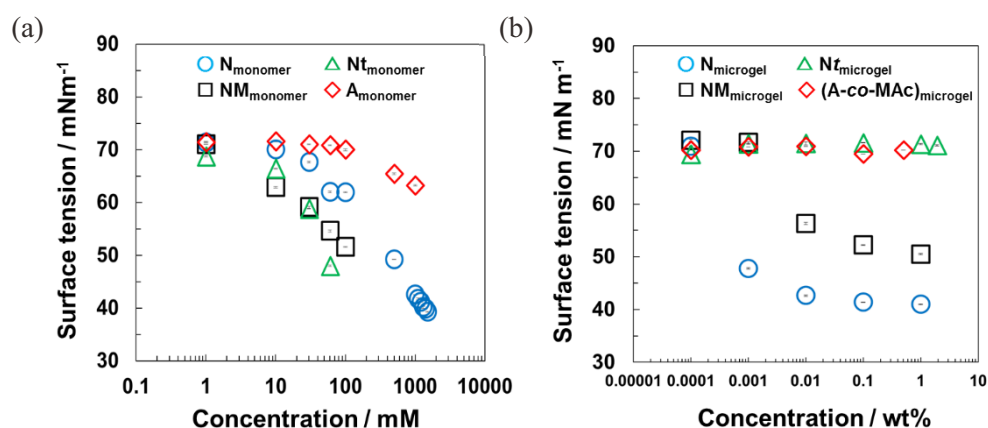 (a)
90
80
70
60
50
40
30
0.1 1 10 100 1000 10000
Surface tension / mNm-1
Concentration / mM
Nmonomer Ntmonomer
NMmonomer Amonomer
(b)
90
80
70
60
50
40
30
0.00001 0.0001 0.001 0.01 0.1 1 10
Surface tension / mN m-1
Concentration / wt%
Nmicrogel Ntmicrogel
NMmicrogel (A-co-MAc)microgel